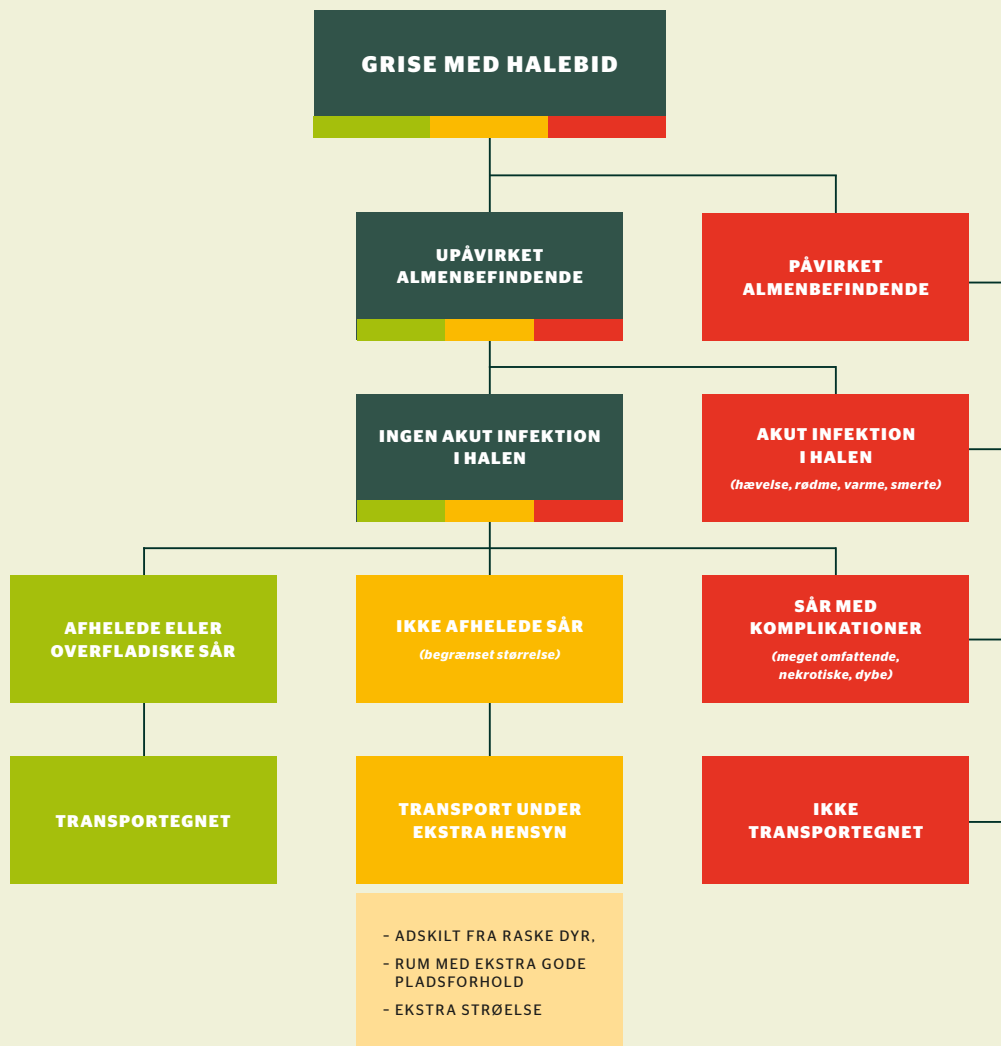 GRISE MED HALEBID
UPÅVIRKET
ALMENBEFINDENDE
PÅVIRKET
ALMENBEFINDENDE
INGEN AKUT INFEKTION
I HALEN
AKUT INFEKTION
I HALEN
(hævelse, rødme, varme, smerte)
AFHELEDE ELLER
OVERFLADISKE SÅR
IKKE AFHELEDE SÅR
(begrænset størrelse)
SÅR MED
KOMPLIKATIONER
(meget omfattende,
nekrotiske, dybe)
TRANSPORTEGNET
TRANSPORT UNDER
EKSTRA HENSYN
IKKE
TRANSPORTEGNET
– ADSKILT FRA RASKE DYR,
– RUM MED EKSTRA GODE
PLADSFORHOLD
– EKSTRA STRØELSE